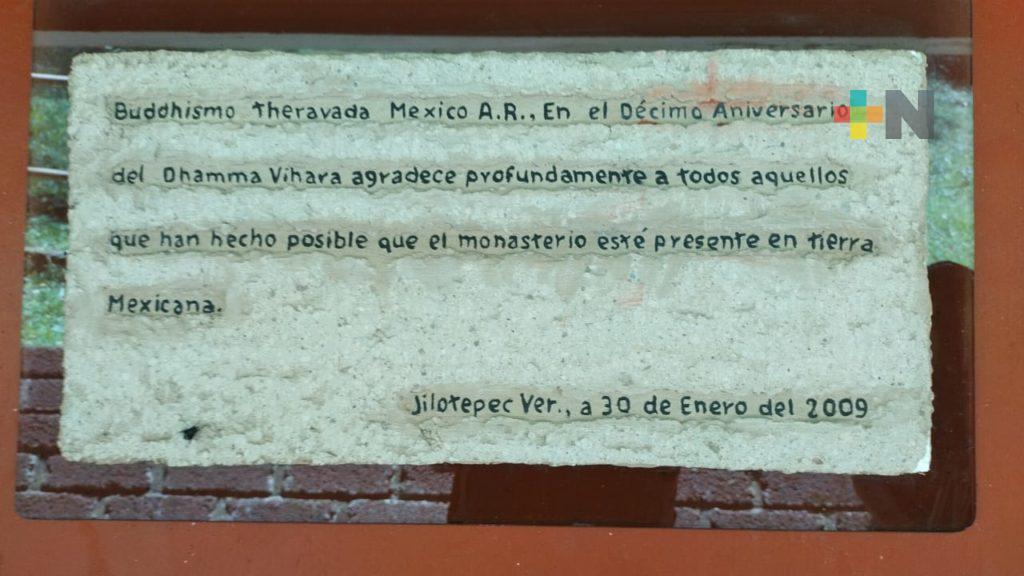 Buddhismo Theravada Mexico A.R., En el Décimo Aniversario
del Dhamma Vihara agradece profundamente a todos aquellos
que han hecho posible que el monasterio esté presente en tierra
Mexicana.
Jilotepec Ver., a 30 de Enero del 2009
+N